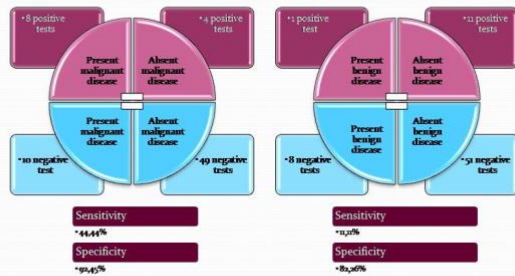 •8 positive
tests
•4 positive
tests
Present
malignant
disease
Absent
malignant
disease
Present
malignant
disease
Absent
malignant
disease
•10 negative
test
•49 negative
tests
Sensitivity
•44,44%
Specificity
•92,45%
•1 positive
test
•11 positive
tests
Present
benign
disease
Absent
benign
disease
Present
benign
disease
Absent
benign
disease
•8 negative
tests
•51 negative
tests
Sensitivity
•11,11%
Specificity
•82,26%